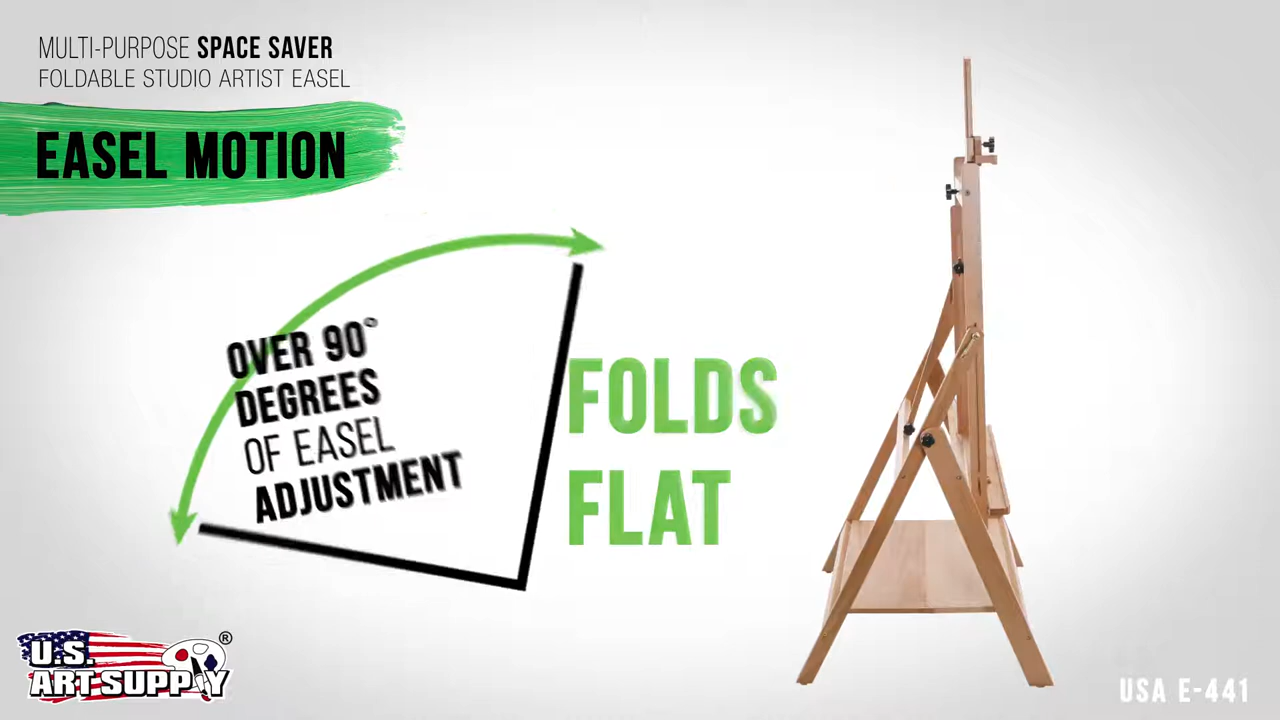 MULTI-PURPOSE SPACE SAVER
FOLDABLE STUDIO ARTIST EASEL
EASEL MOTION
OVER 90°
DEGREES
OF EASEL
ADJUSTMENT
FOLDS
FLAT
U.S.
ART SUPPLY®
USA E-441